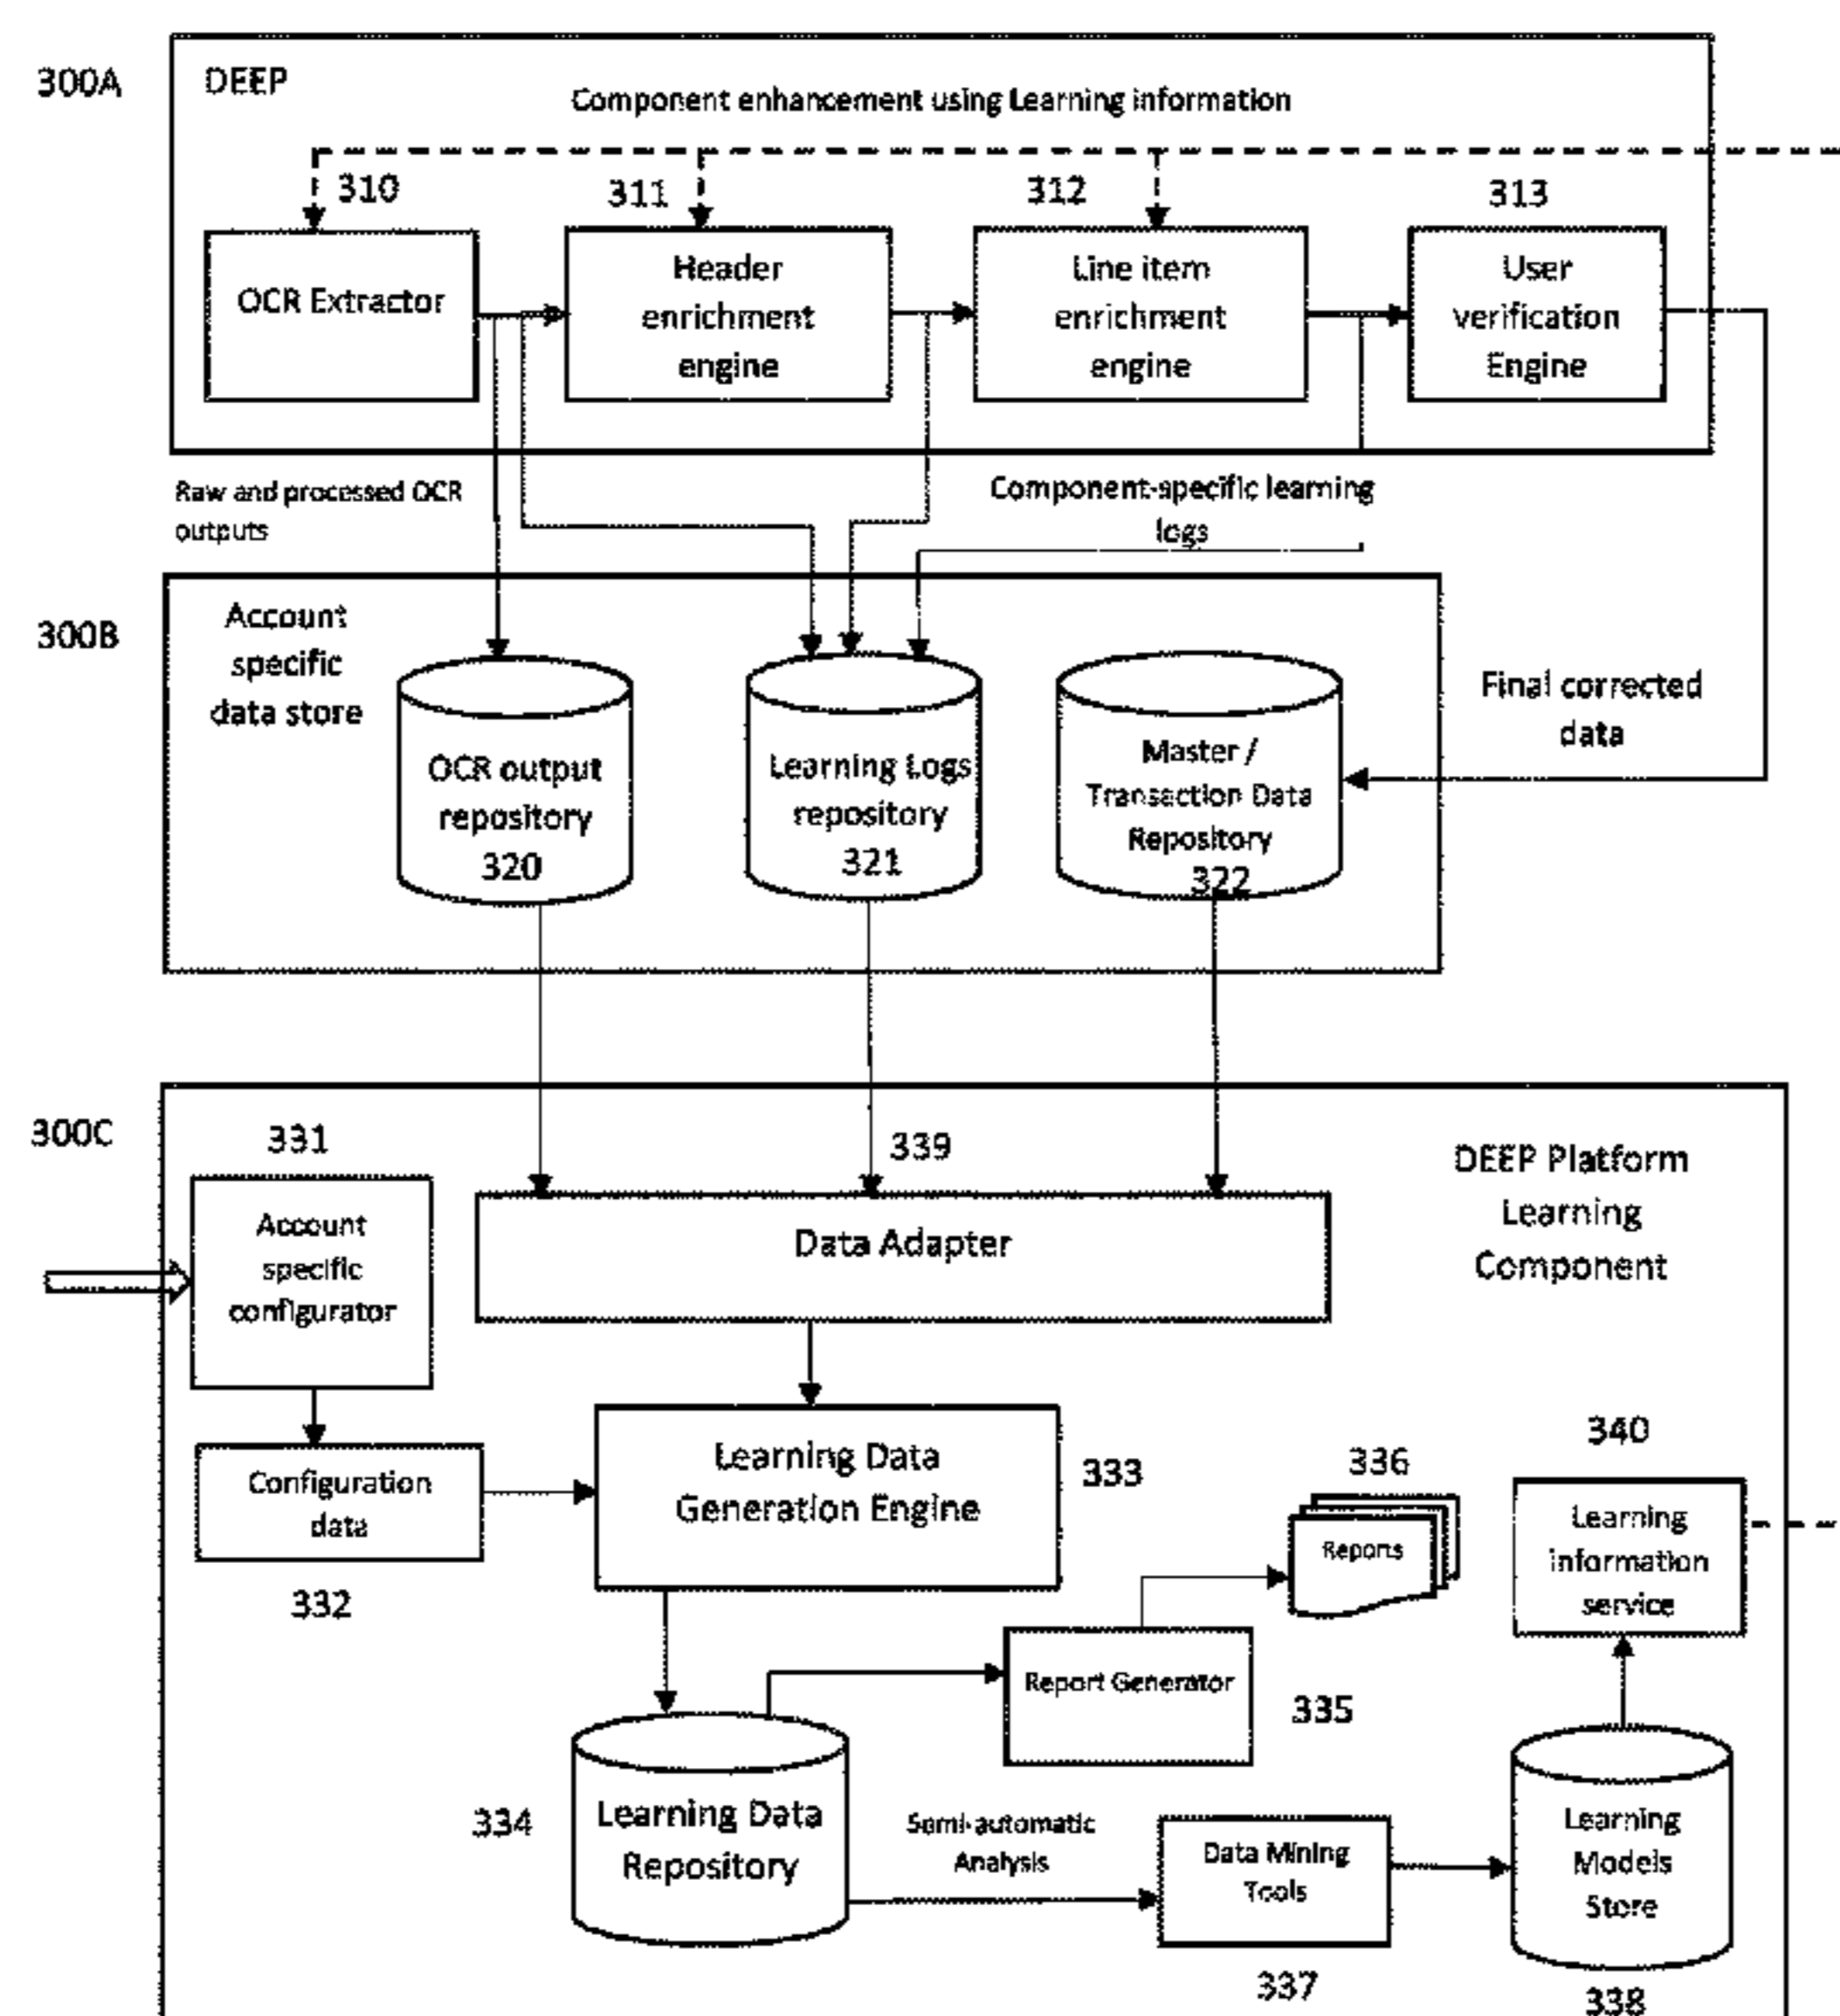 300A
DEEP
Component enhancement using Learning information
310
311
312
313
OCR Extractor
Header
enrichment
engine
Line item
enrichment
engine
User
verification
Engine
Raw and processed OCR
outputs
Component-specific learning
logs
300B
Account
specific
data store
OCR output
repository
320
Learning Logs
repository
321
Master /
Transaction Data
Repository
322
Final corrected
data
300C
331
Account
specific
configurator
339
Data Adapter
DEEP Platform
Learning
Component
Configuration
data
332
Learning Data
Generation Engine
333
336
Reports
340
Learning
information
service
Report Generator
335
334
Learning Data
Repository
Semi-automatic
Analysis
Data Mining
Tools
337
Learning
Models
Store
338